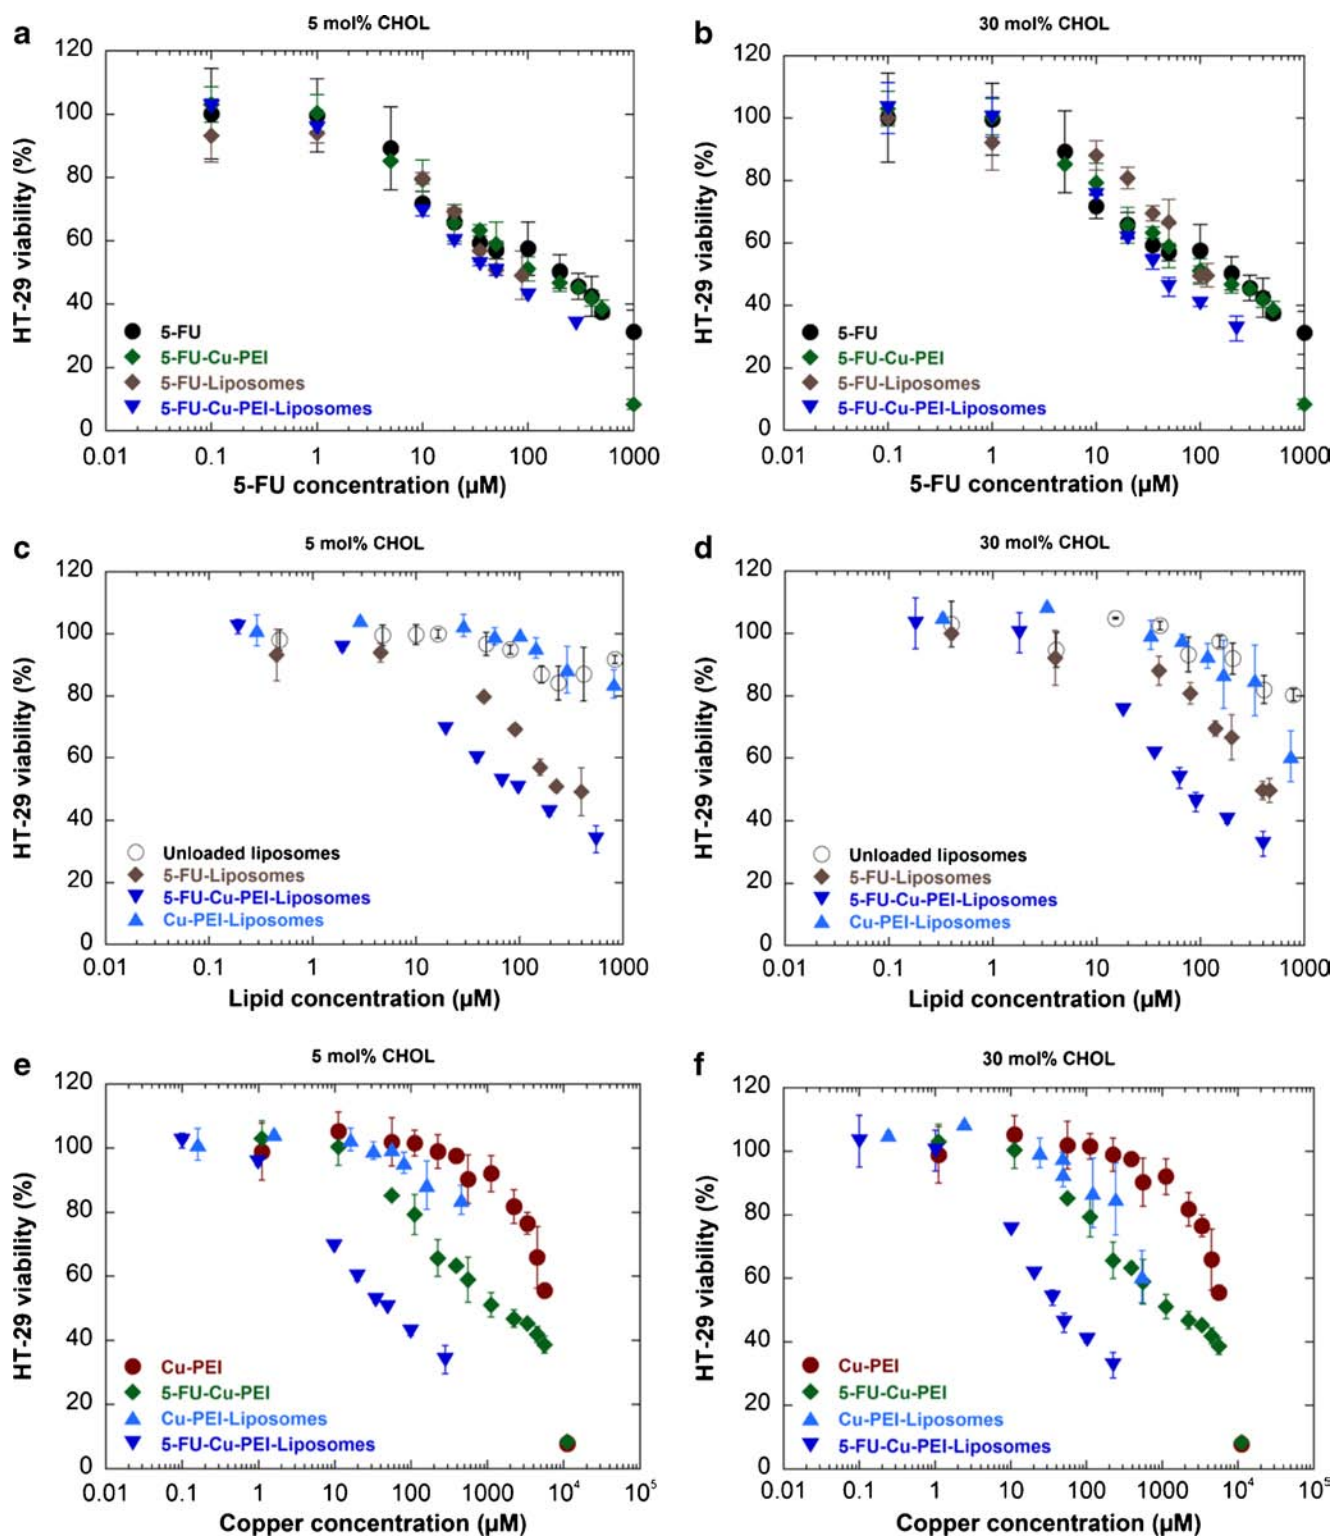 a
5 mol% CHOL
120
100
80
60
40
20
0
HT-29 viability (%)
5-FU
5-FU-Cu-PEI
5-FU-Liposomes
5-FU-Cu-PEI-Liposomes
0.01 0.1 1 10 100 1000
5-FU concentration (µM)
b
30 mol% CHOL
120
100
80
60
40
20
0
HT-29 viability (%)
5-FU
5-FU-Cu-PEI
5-FU-Liposomes
5-FU-Cu-PEI-Liposomes
0.01 0.1 1 10 100 1000
5-FU concentration (µM)
c
5 mol% CHOL
120
100
80
60
40
20
0
HT-29 viability (%)
Unloaded liposomes
5-FU-Liposomes
5-FU-Cu-PEI-Liposomes
Cu-PEI-Liposomes
0.01 0.1 1 10 100 1000
Lipid concentration (µM)
d
30 mol% CHOL
120
100
80
60
40
20
0
HT-29 viability (%)
Unloaded liposomes
5-FU-Liposomes
5-FU-Cu-PEI-Liposomes
Cu-PEI-Liposomes
0.01 0.1 1 10 100 1000
Lipid concentration (µM)
e
5 mol% CHOL
120
100
80
60
40
20
0
HT-29 viability (%)
Cu-PEI
5-FU-Cu-PEI
Cu-PEI-Liposomes
5-FU-Cu-PEI-Liposomes
0.01 0.1 1 10 100 1000 10⁴ 10⁵
Copper concentration (µM)
f
30 mol% CHOL
120
100
80
60
40
20
0
HT-29 viability (%)
Cu-PEI
5-FU-Cu-PEI
Cu-PEI-Liposomes
5-FU-Cu-PEI-Liposomes
0.01 0.1 1 10 100 1000 10⁴ 10⁵
Copper concentration (µM)